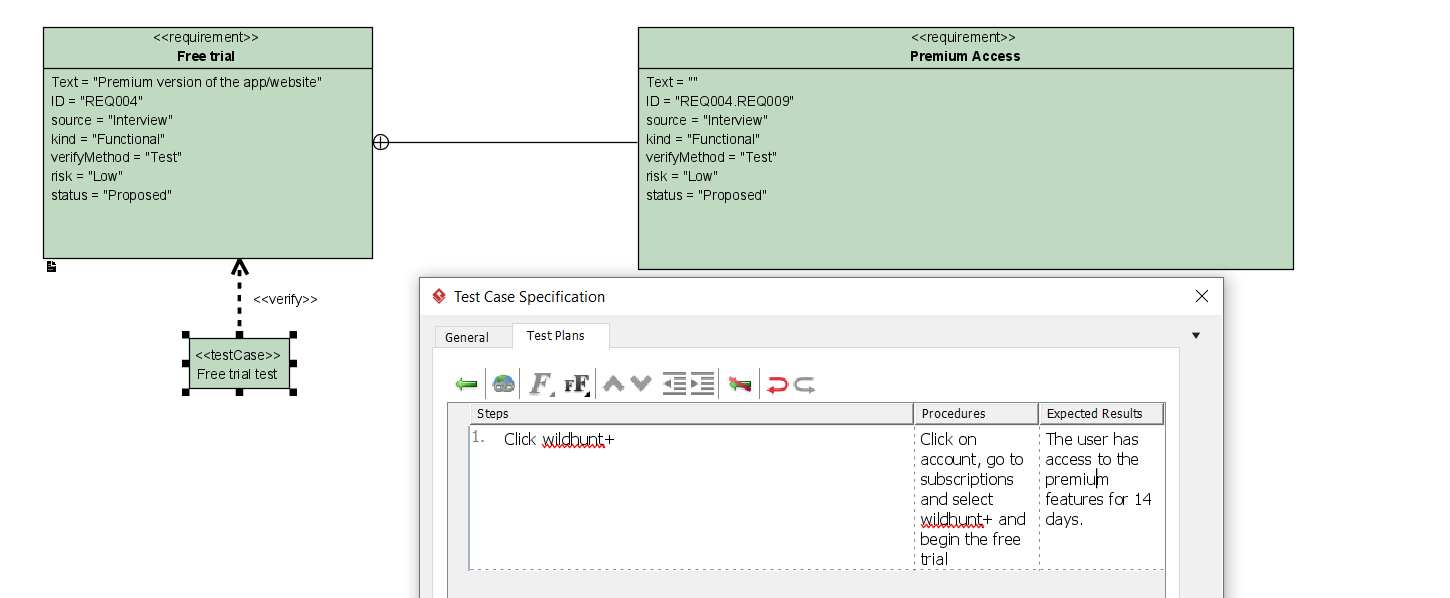 <<requirement>>
Free trial
Text = "Premium version of the app/website"
ID = "REQ004"
source = "Interview"
kind = "Functional"
verifyMethod = "Test"
risk = "Low"
status = "Proposed"
<<requirement>>
Premium Access
Text = ""
ID = "REQ004.REQ009"
source = "Interview"
kind = "Functional"
verifyMethod = "Test"
risk = "Low"
status = "Proposed"
<<verify>>
<<testCase>>
Free trial test
Test Case Specification
General
Test Plans
F
FF
Steps
Procedures
Expected Results
1. Click wildhunt+
Click on
account, go to
subscriptions
and select
wildhunt+ and
begin the free
trial
The user has
access to the
premium
features for 14
days.